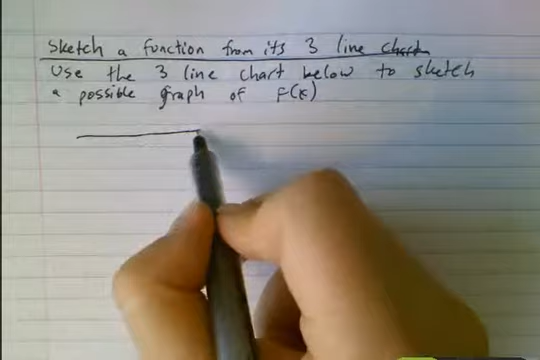 Sketch a function from its 3 line chart
Use the 3 line chart below to sketch
a possible graph of F(x)